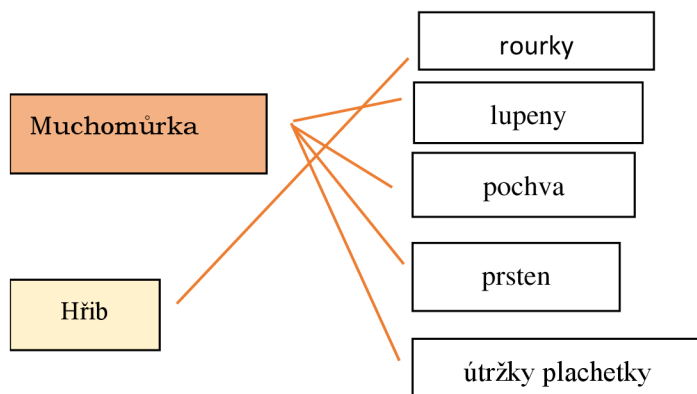 rourky
Muchomůrka
lupeny
pochva
prsten
Hřib
útržky plachetky